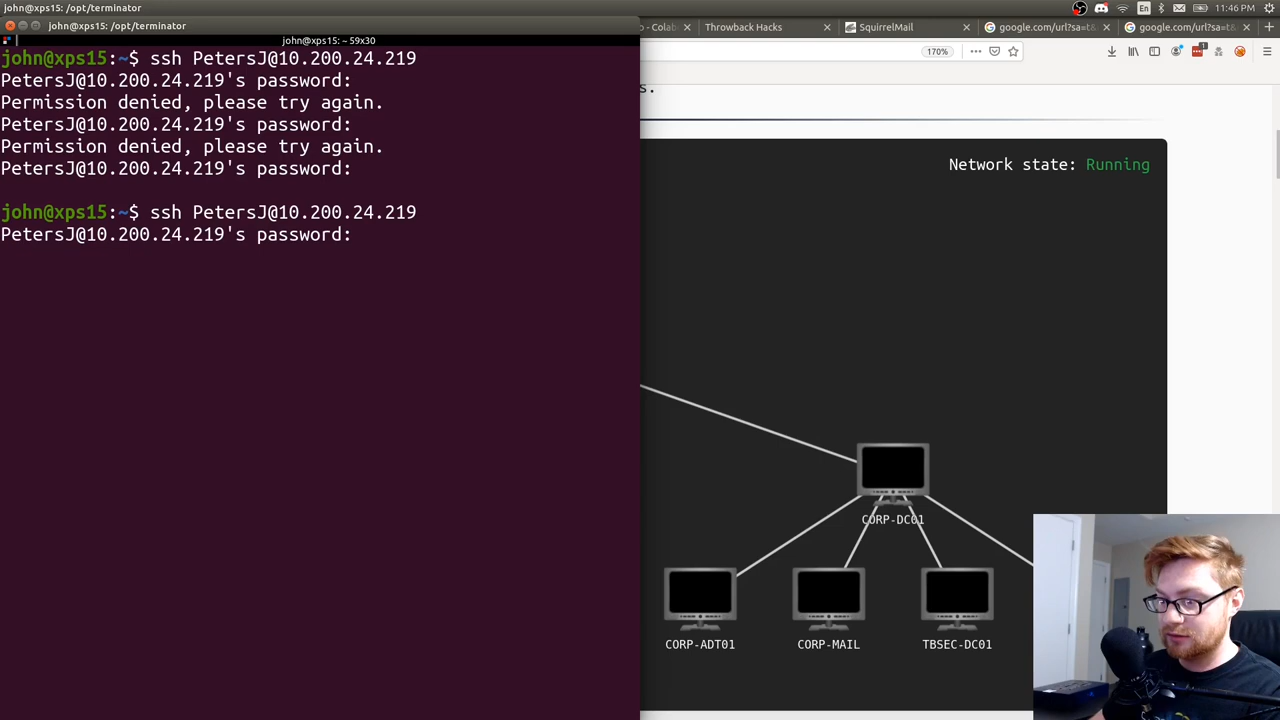 john@xps15: /opt/terminator
En
11:46 PM
john@xps15: /opt/terminator
o - Colab
Throwback Hacks
SquirrelMail
google.com/url?sa=t&
google.com/url?sa=t&
john@xps15: ~ 59x30
170%
1
john@xps15:~$ ssh PetersJ@10.200.24.219
PetersJ@10.200.24.219's password:
Permission denied, please try again.
PetersJ@10.200.24.219's password:
Permission denied, please try again.
PetersJ@10.200.24.219's password:
john@xps15:~$ ssh PetersJ@10.200.24.219
PetersJ@10.200.24.219's password:
s.
Network state: Running
CORP-DC01
CORP-ADT01
CORP-MAIL
TBSEC-DC01